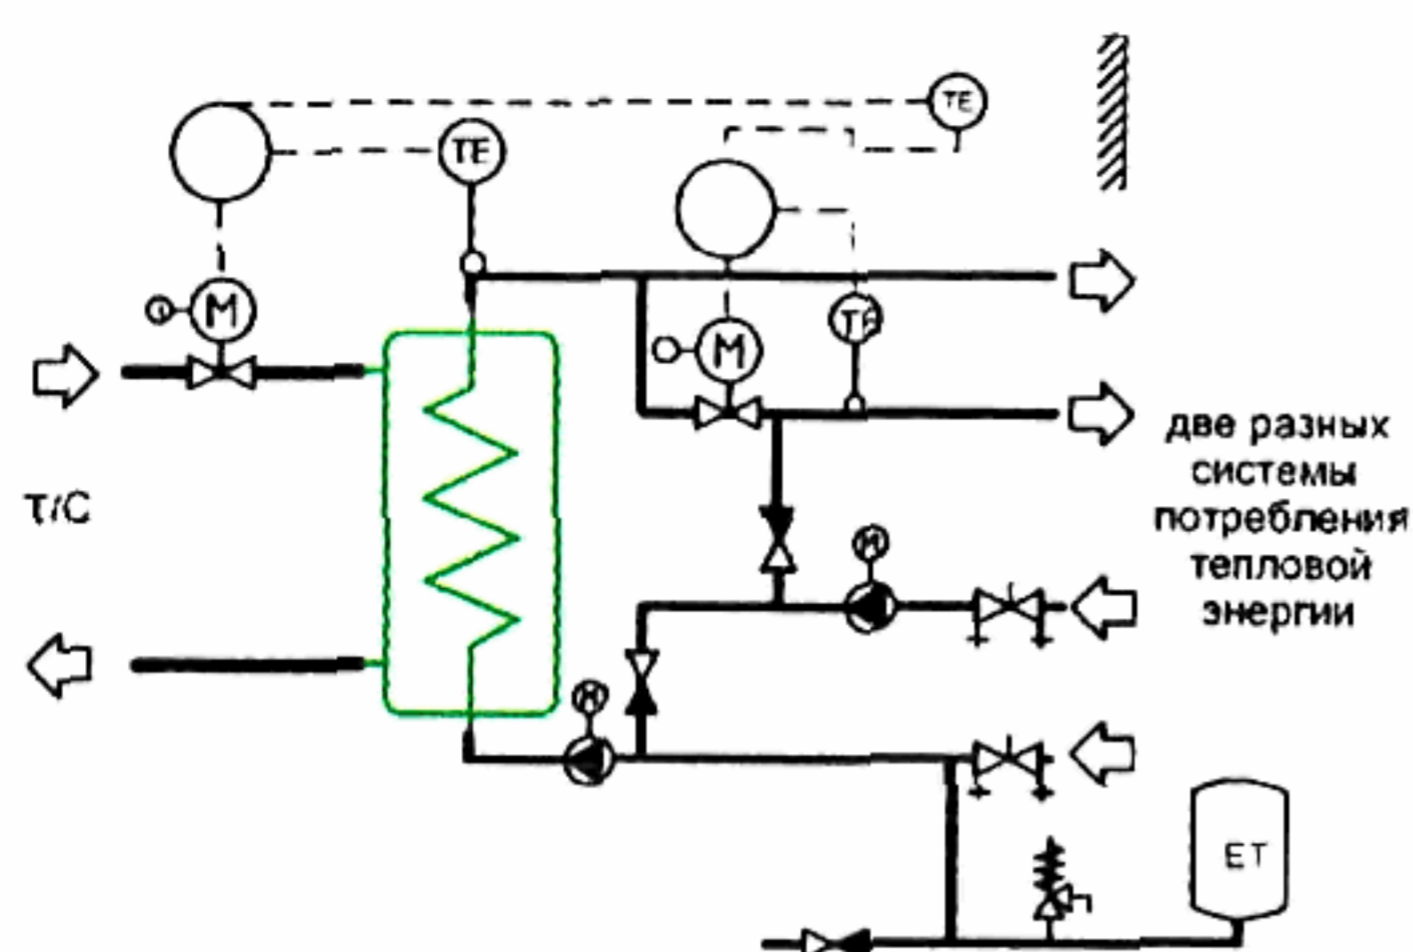 TE
TE
M
M
TE
T/C
две разных
системы
потребления
тепловой
энергии
M
M
ET